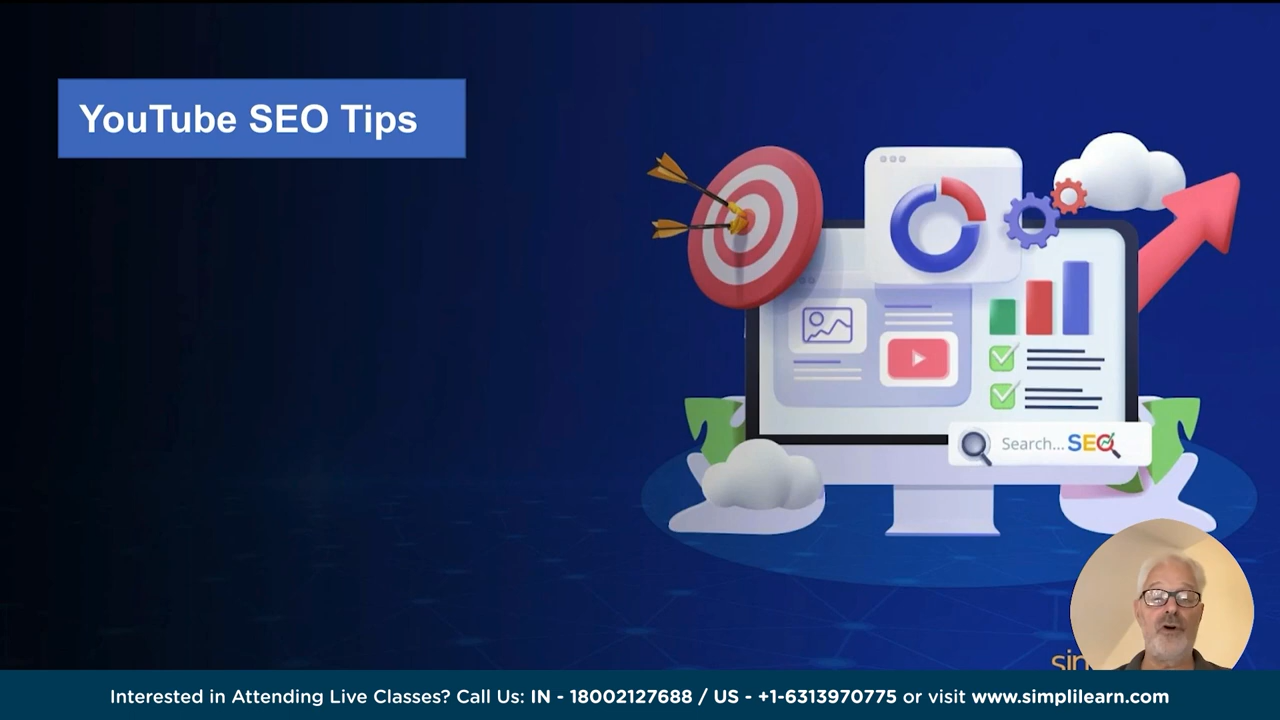 YouTube SEO Tips
Search... SEO
sim
Interested in Attending Live Classes? Call Us: IN - 18002127688 / US - +1-6313970775 or visit www.simplilearn.com